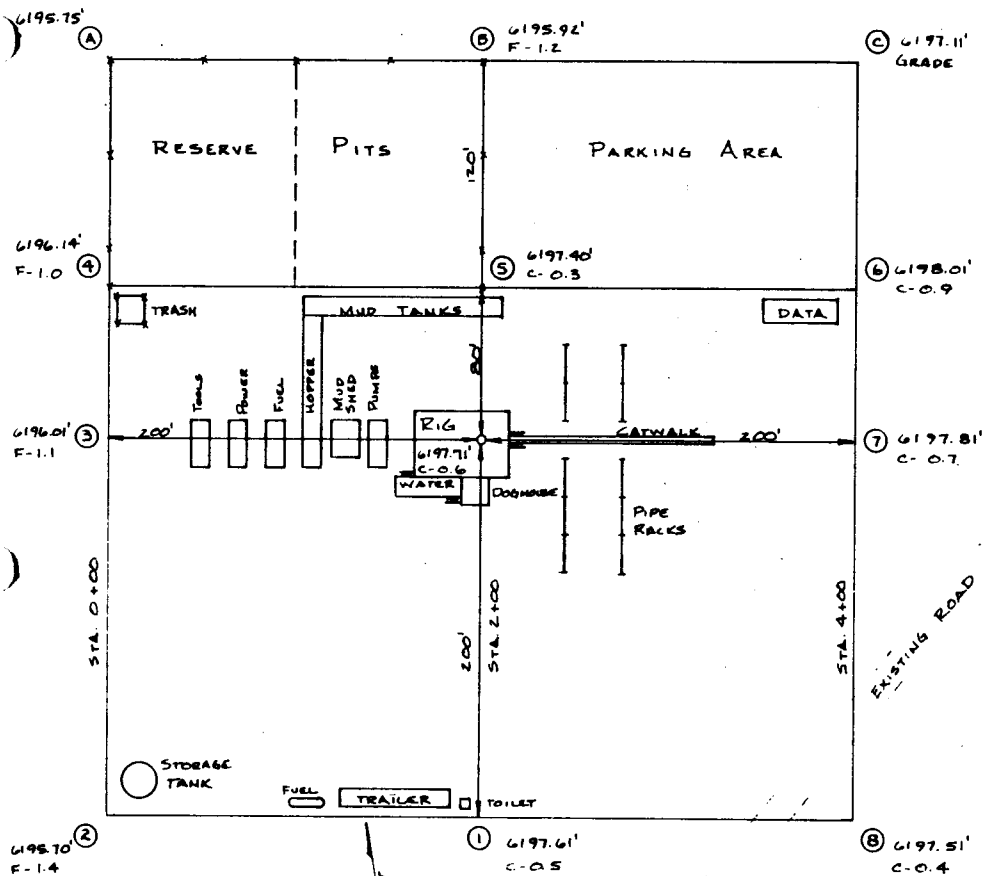 6195.75'
A
B
6195.92'
F-1.2
C
6197.11'
GRADE
RESERVE PITS
PARKING AREA
120'
6196.14'
F-1.0
4
5
6197.40'
C-0.3
6
6198.01'
C-0.9
TRASH
MUD TANKS
DATA
80'
TOOLS
POWER
FUEL
HOPPER
MUD
SHED
PUMPS
RIG
6196.01'
F-1.1
3
200'
6197.71'
C-0.6
CATWALK
200'
7
6197.81'
C-0.7
WATER
DOGHOUSE
PIPE
RACKS
STA. 0+00
200'
STA. 2+00
STA. 4+00
EXISTING ROAD
STORAGE
TANK
FUEL
TRAILER
TOILET
2
6195.70'
F-1.4
1
6197.61'
C-0.5
8
6197.51'
C-0.4